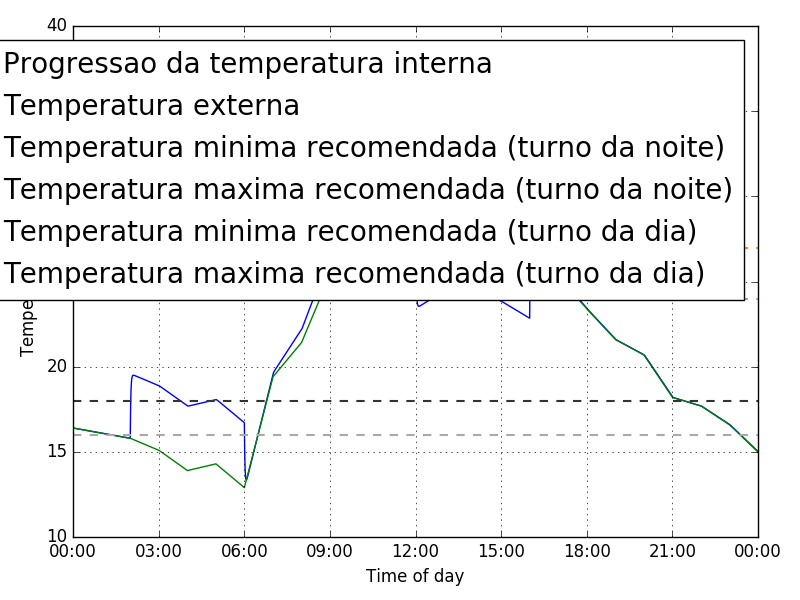 40
Progressao da temperatura interna
Temperatura externa
Temperatura minima recomendada (turno da noite)
Temperatura maxima recomendada (turno da noite)
Temperatura minima recomendada (turno da dia)
Temperatura maxima recomendada (turno da dia)
20
15
10
00:00 03:00 06:00 09:00 12:00 15:00 18:00 21:00 00:00
Time of day